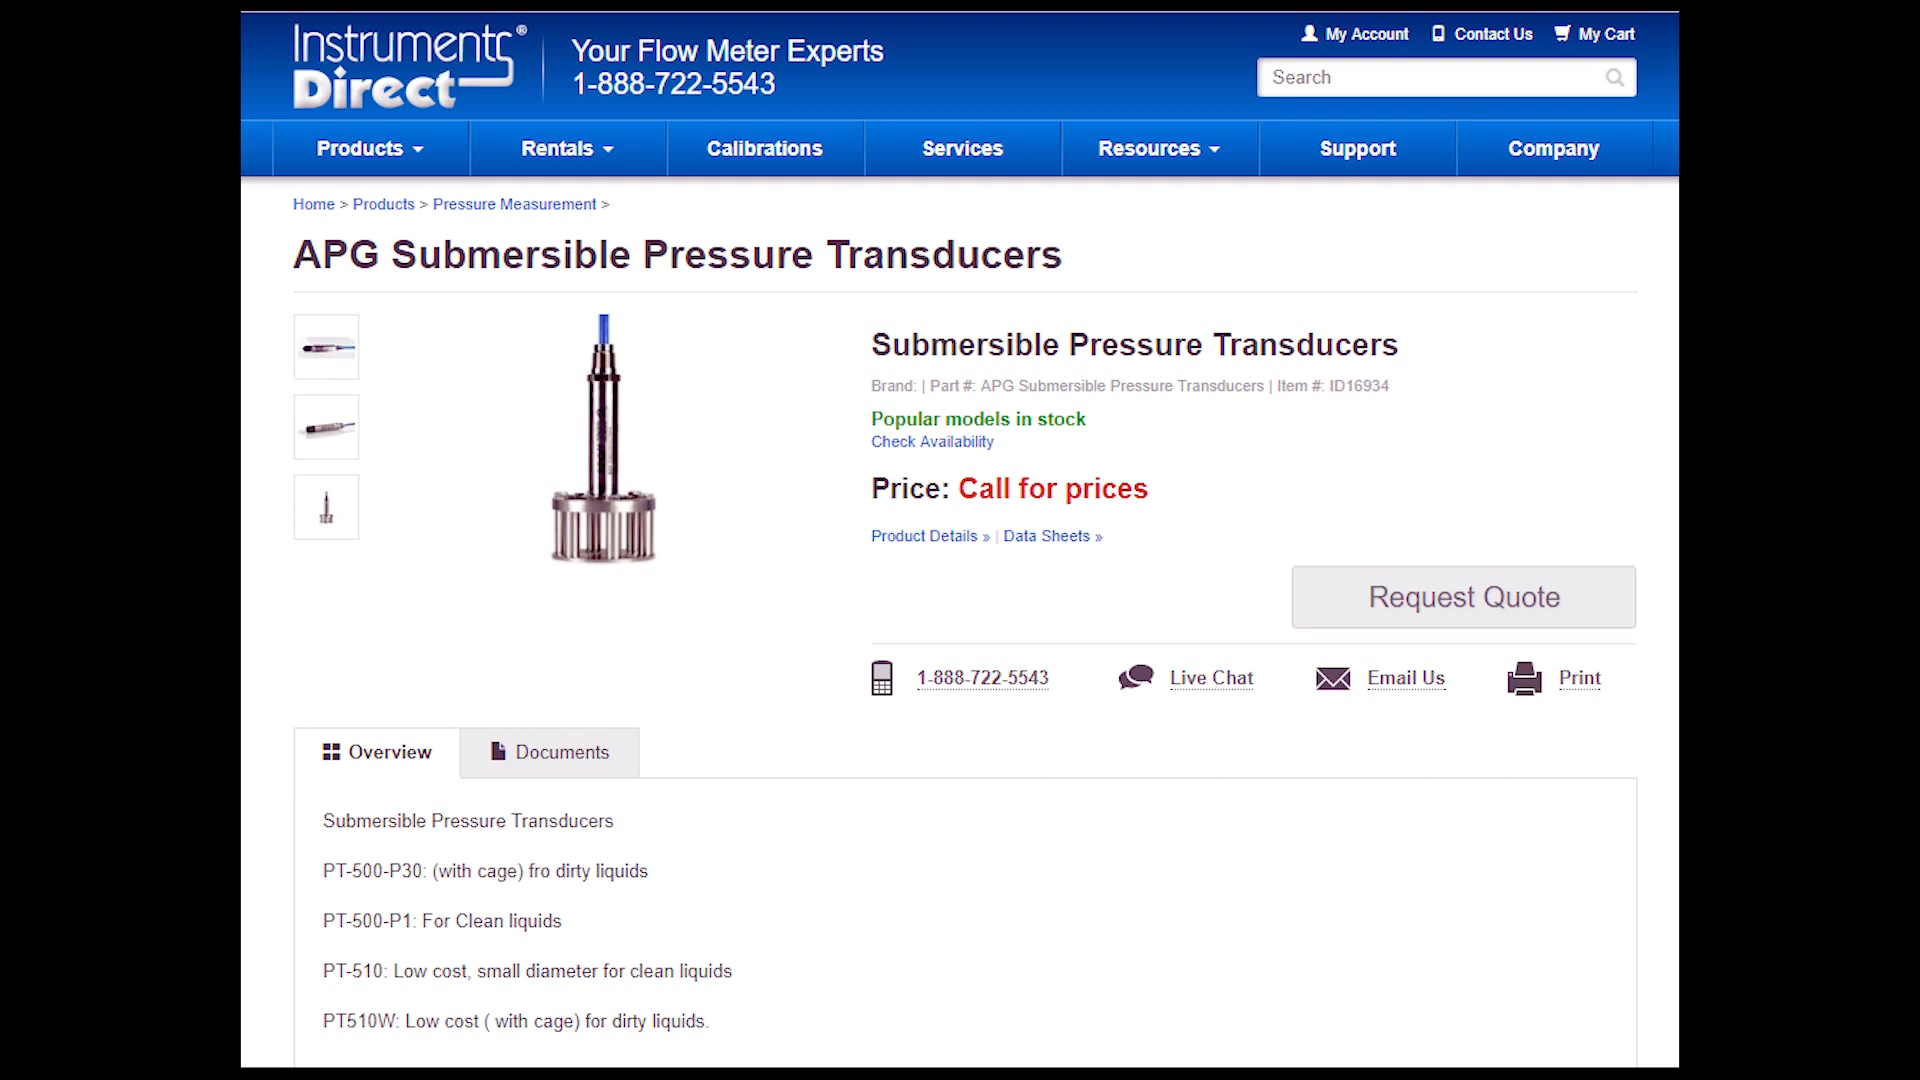 Instruments® Direct
Your Flow Meter Experts
1-888-722-5543
My Account Contact Us My Cart
Search
Products Rentals Calibrations Services Resources Support Company
Home > Products > Pressure Measurement >
APG Submersible Pressure Transducers
Submersible Pressure Transducers
Brand: | Part #: APG Submersible Pressure Transducers | Item #: ID16934
Popular models in stock
Check Availability
Price: Call for prices
Product Details » | Data Sheets »
Request Quote
1-888-722-5543 Live Chat Email Us Print
Overview Documents
Submersible Pressure Transducers
PT-500-P30: (with cage) fro dirty liquids
PT-500-P1: For Clean liquids
PT-510: Low cost, small diameter for clean liquids
PT510W: Low cost ( with cage) for dirty liquids.